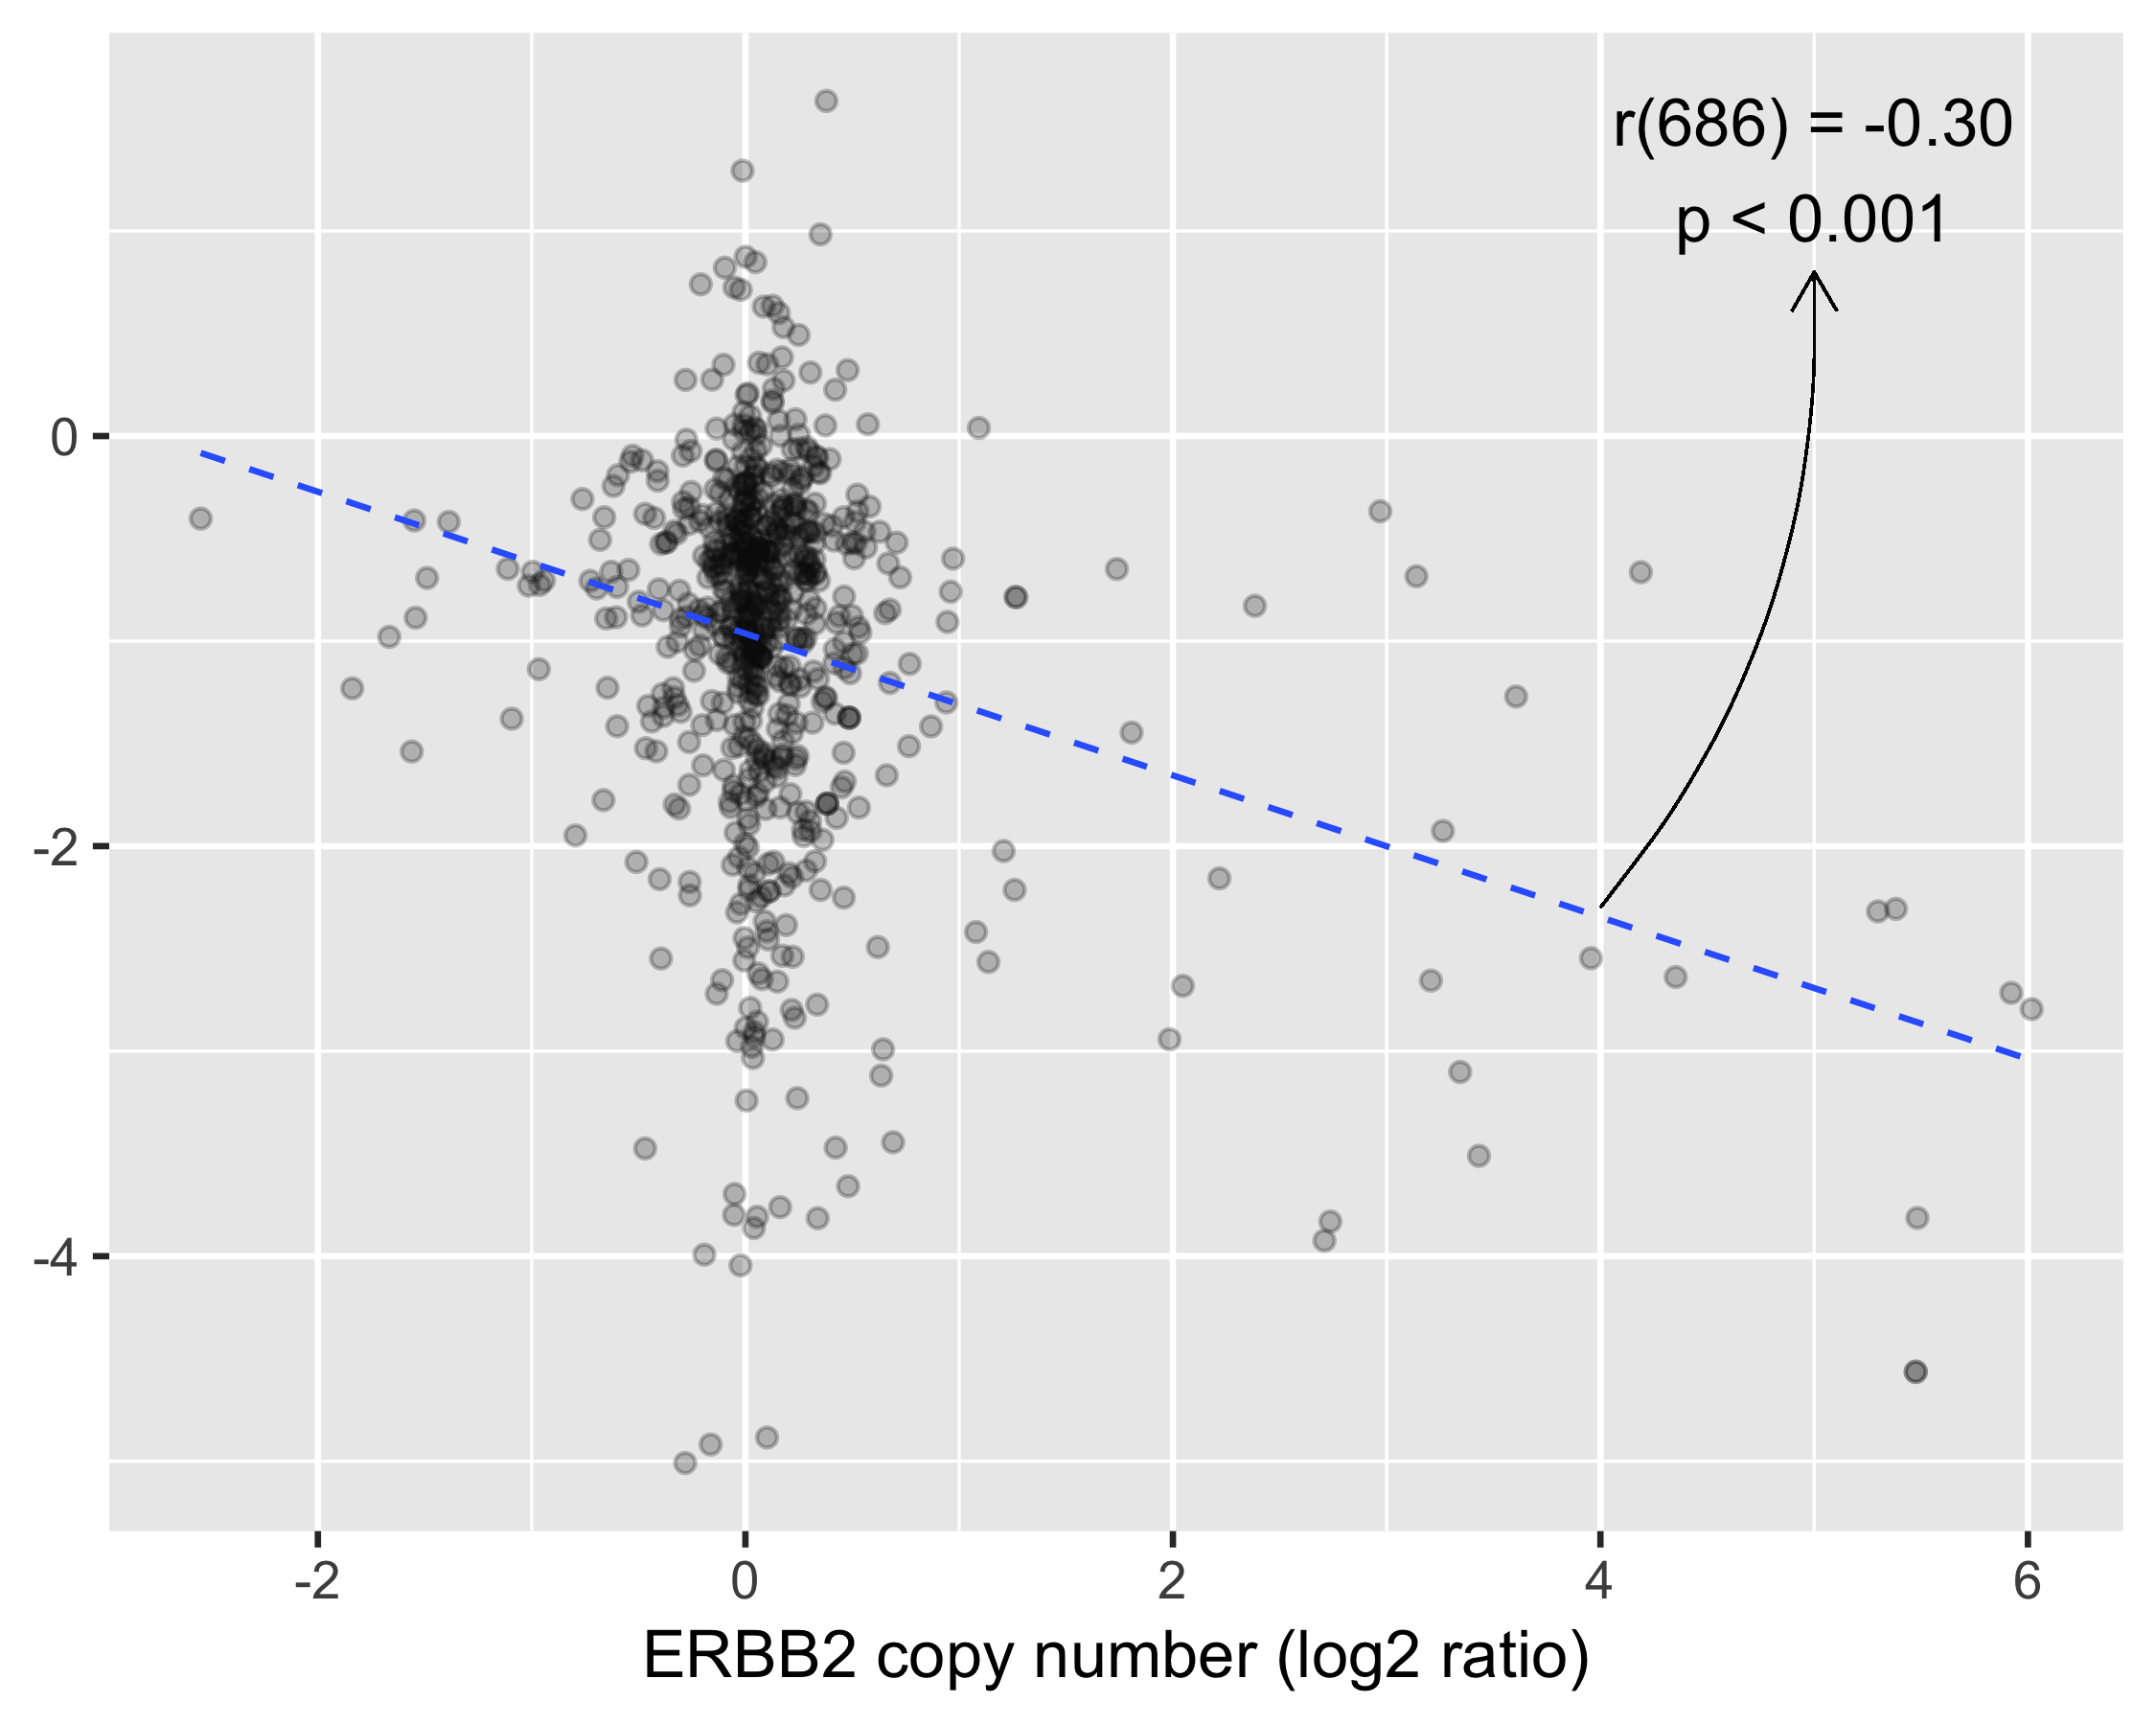 r(686) = -0.30
p < 0.001
0
-2
-4
-2 0 2 4 6
ERBB2 copy number (log2 ratio)